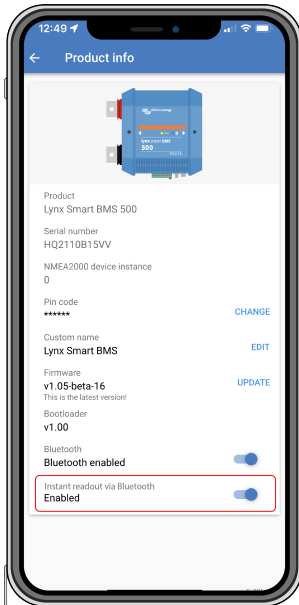 12:49
Product info
victron energy
Lynx Smart BMS
500
Product
Lynx Smart BMS 500
Serial number
HQ2110B15VV
NMEA2000 device instance
0
Pin code
******
CHANGE
Custom name
Lynx Smart BMS
EDIT
Firmware
v1.05-beta-16
UPDATE
This is the latest version!
Bootloader
v1.00
Bluetooth
Bluetooth enabled
Instant readout via Bluetooth
Enabled